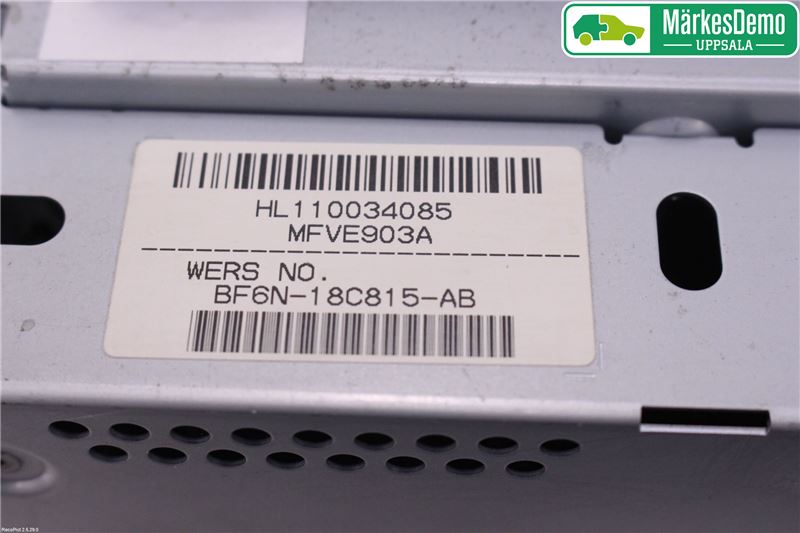 MärkesDemo
UPPSALA
HL110034085
MFVE903A
WERS NO.
BF6N-18C815-AB